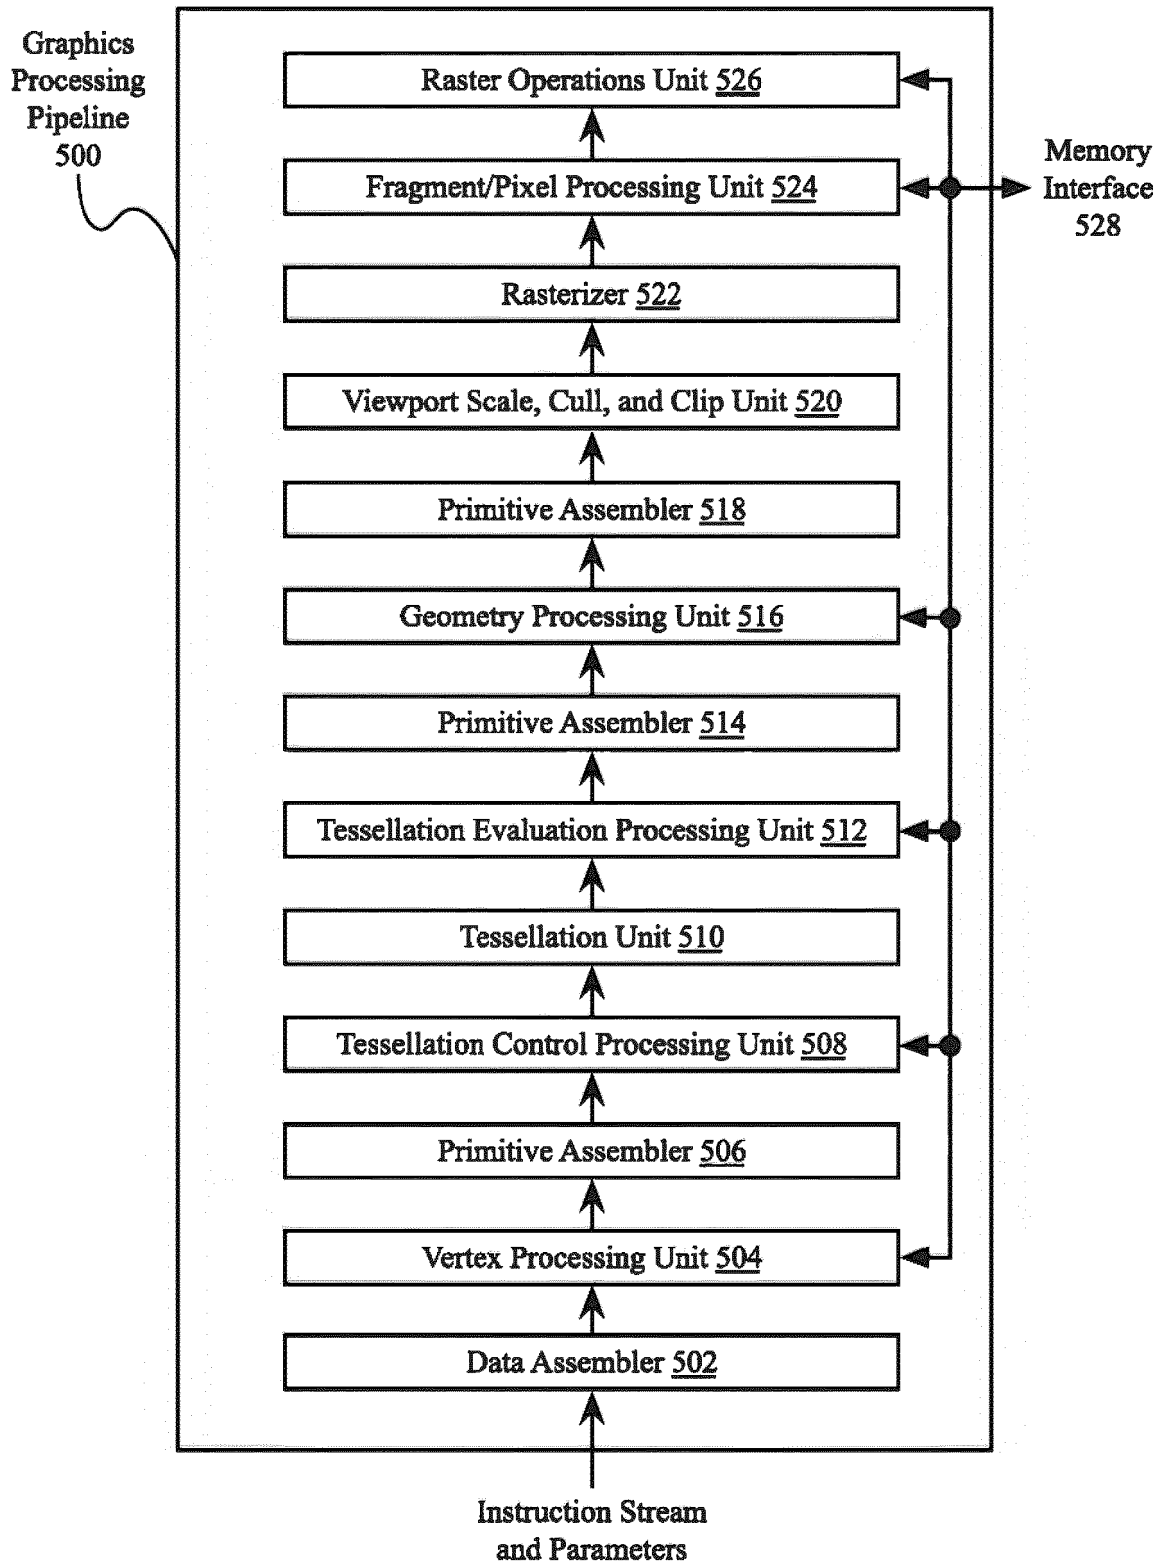 Graphics
Processing
Pipeline
500
Raster Operations Unit 526
Fragment/Pixel Processing Unit 524
Memory
Interface
528
Rasterizer 522
Viewport Scale, Cull, and Clip Unit 520
Primitive Assembler 518
Geometry Processing Unit 516
Primitive Assembler 514
Tessellation Evaluation Processing Unit 512
Tessellation Unit 510
Tessellation Control Processing Unit 508
Primitive Assembler 506
Vertex Processing Unit 504
Data Assembler 502
Instruction Stream
and Parameters